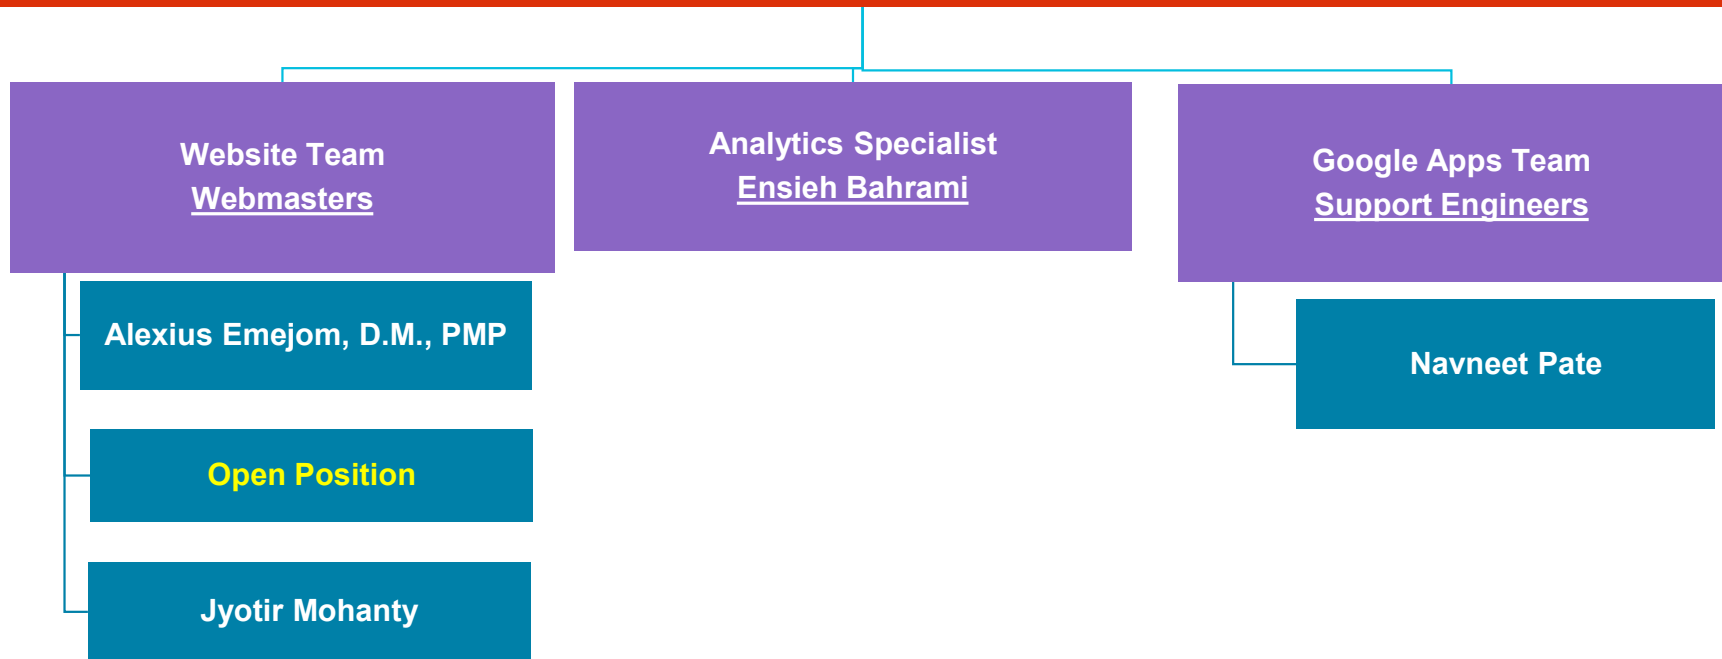 Website Team
Webmasters
Analytics Specialist
Ensieh Bahrami
Google Apps Team
Support Engineers
Alexius Emejom, D.M., PMP
Open Position
Jyotir Mohanty
Navneet Pate